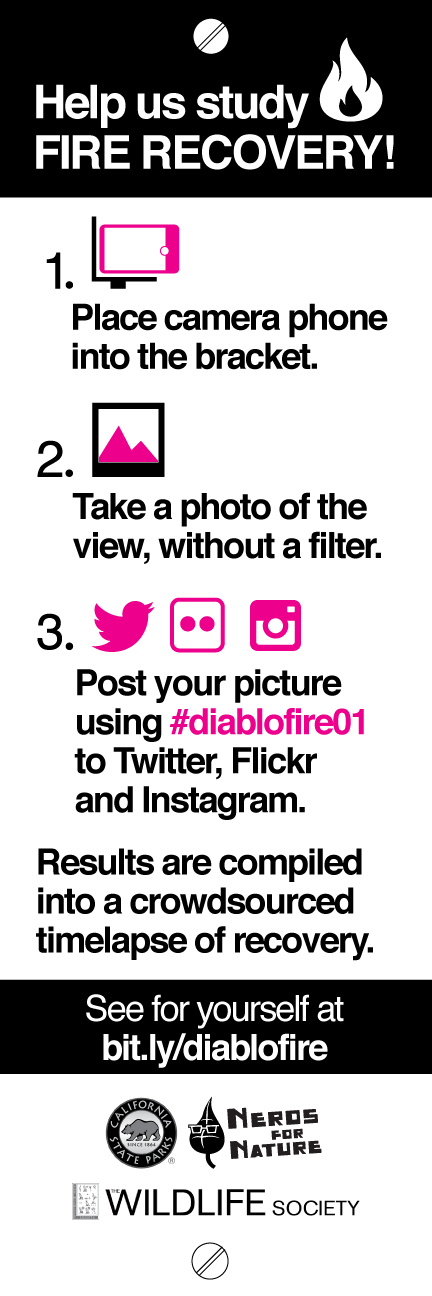 Help us study
FIRE RECOVERY!
1.
Place camera phone
into the bracket.
2.
Take a photo of the
view, without a filter.
3.
Post your picture
using #diablofire01
to Twitter, Flickr
and Instagram.
Results are compiled
into a crowdsourced
timelapse of recovery.
See for yourself at
bit.ly/diablofire
CALIFORNIA
SINCE 1864
STATE PARKS
®
NERDS
FOR
NATURE
THE
WILDLIFE SOCIETY